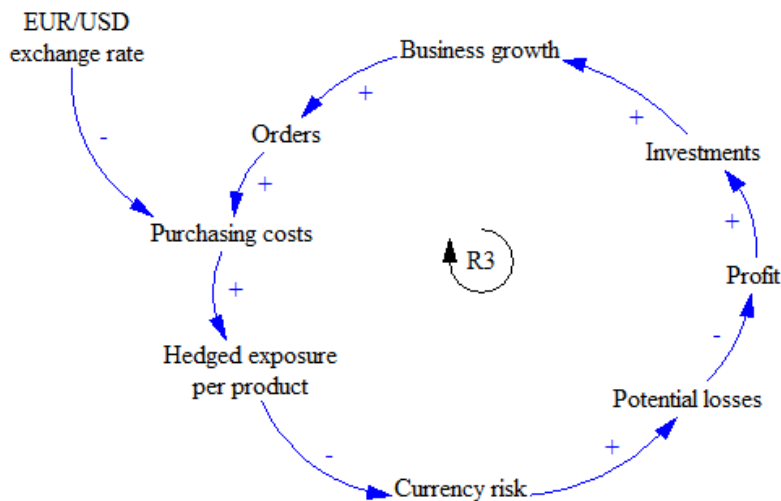 EUR/USD
exchange rate
-
Business growth
+
+
Orders
Investments
+
+
Purchasing costs
R3
Profit
+
-
Hedged exposure
per product
Potential losses
-
+
Currency risk